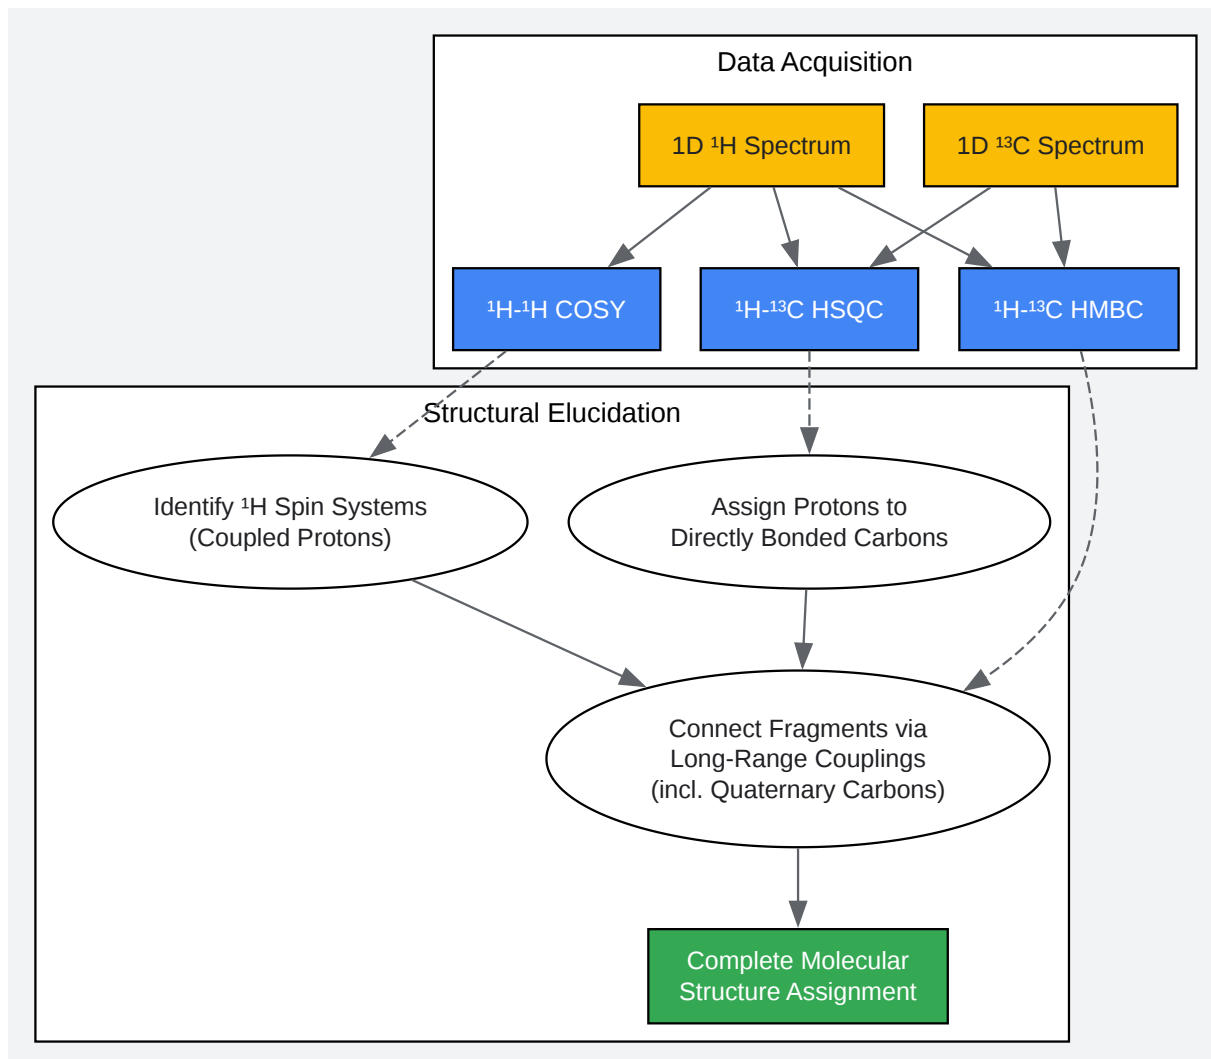 Data Acquisition
1D ¹H Spectrum
1D ¹³C Spectrum
¹H-¹H COSY
¹H-¹³C HSQC
¹H-¹³C HMBC
Structural Elucidation
Identify ¹H Spin Systems
(Coupled Protons)
Assign Protons to
Directly Bonded Carbons
Connect Fragments via
Long-Range Couplings
(incl. Quaternary Carbons)
Complete Molecular
Structure Assignment